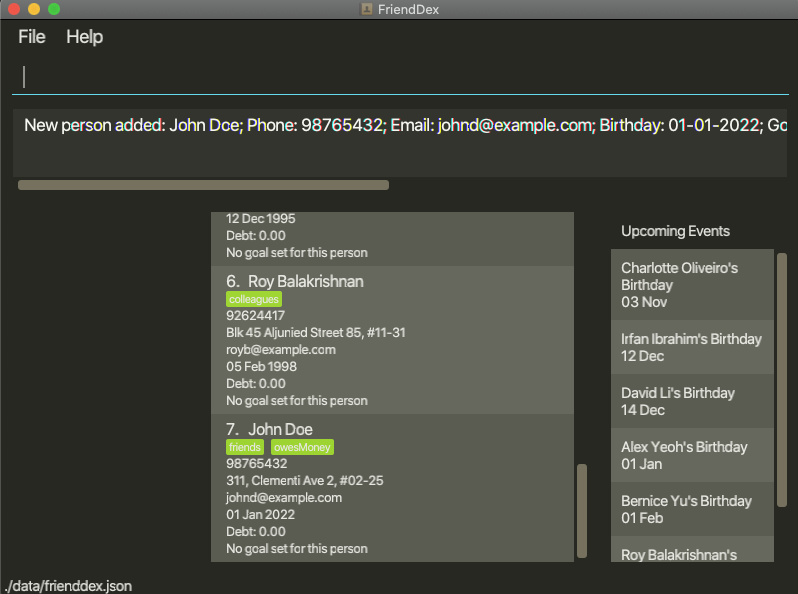 FriendDex
File Help
New person added: John Doe; Phone: 98765432; Email: johnd@example.com; Birthday: 01-01-2022; Go
12 Dec 1995
Debt: 0.00
No goal set for this person
6. Roy Balakrishnan
colleagues
92624417
Blk 45 Aljunied Street 85, #11-31
royb@example.com
05 Feb 1998
Debt: 0.00
No goal set for this person
7. John Doe
friends owesMoney
98765432
311, Clementi Ave 2, #02-25
johnd@example.com
01 Jan 2022
Debt: 0.00
No goal set for this person
Upcoming Events
Charlotte Oliveiro's
Birthday
03 Nov
Irfan Ibrahim's Birthday
12 Dec
David Li's Birthday
14 Dec
Alex Yeoh's Birthday
01 Jan
Bernice Yu's Birthday
01 Feb
Roy Balakrishnan's
./data/frienddex.json